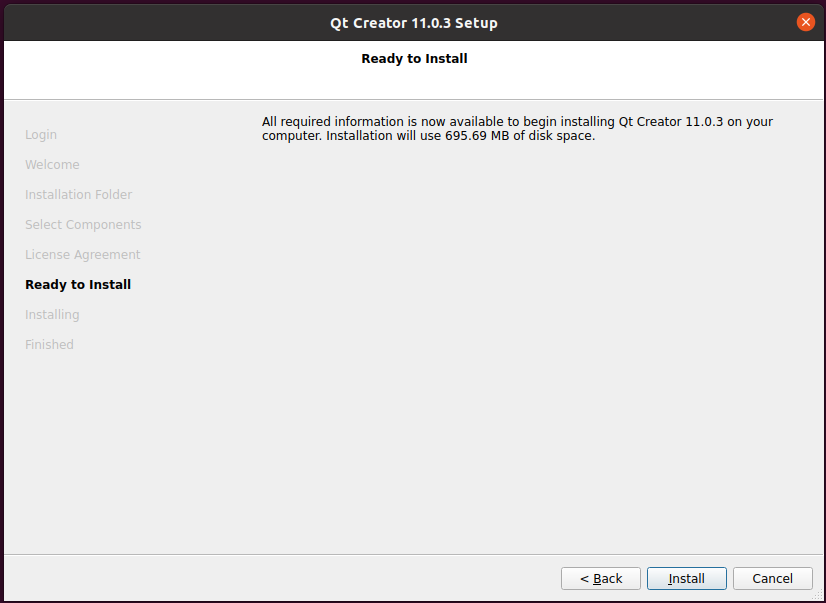 Qt Creator 11.0.3 Setup
Ready to Install
Login
Welcome
Installation Folder
Select Components
License Agreement
Ready to Install
Installing
Finished
All required information is now available to begin installing Qt Creator 11.0.3 on your
computer. Installation will use 695.69 MB of disk space.
< Back
Install
Cancel